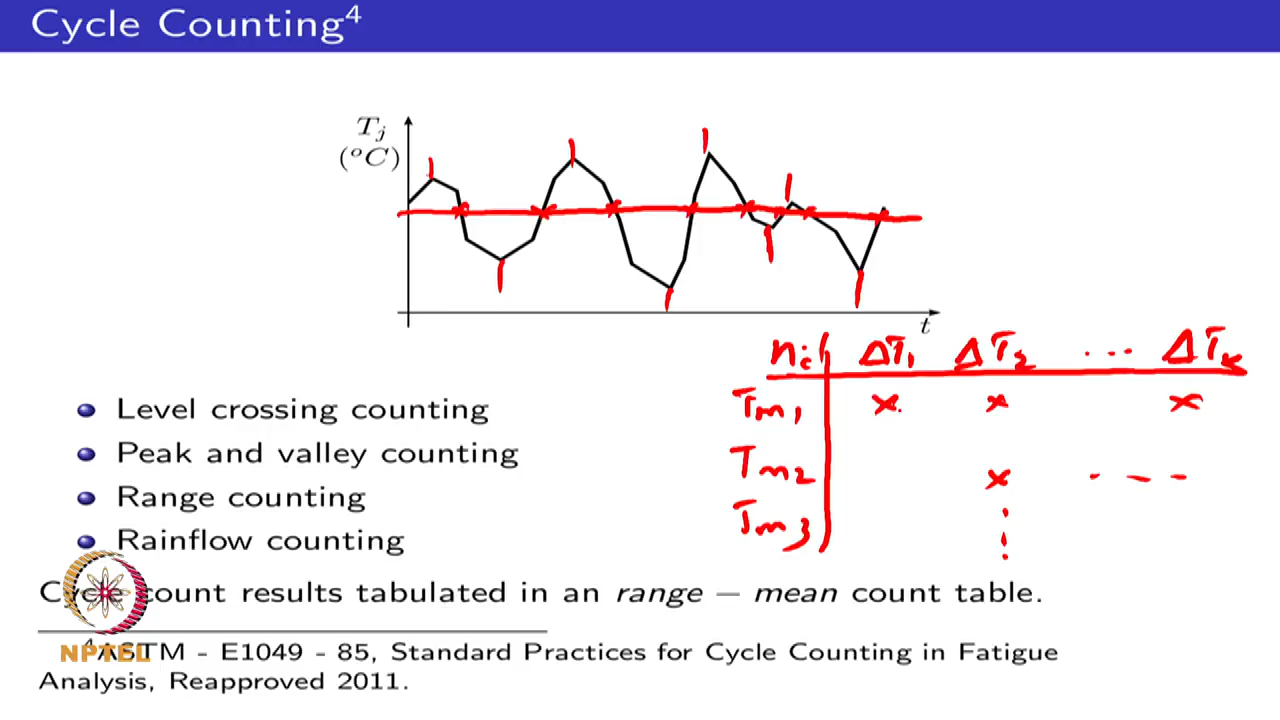 Cycle Counting⁴
T_j
(°C)
t
n_i ΔT_1 ΔT_2 ... ΔT_k
T_m1 × × ×
T_m2 × - - -
T_m3
Level crossing counting
Peak and valley counting
Range counting
Rainflow counting
Cycle count results tabulated in an range – mean count table.
NPTEL
⁴ASTM - E1049 - 85, Standard Practices for Cycle Counting in Fatigue
Analysis, Reapproved 2011.